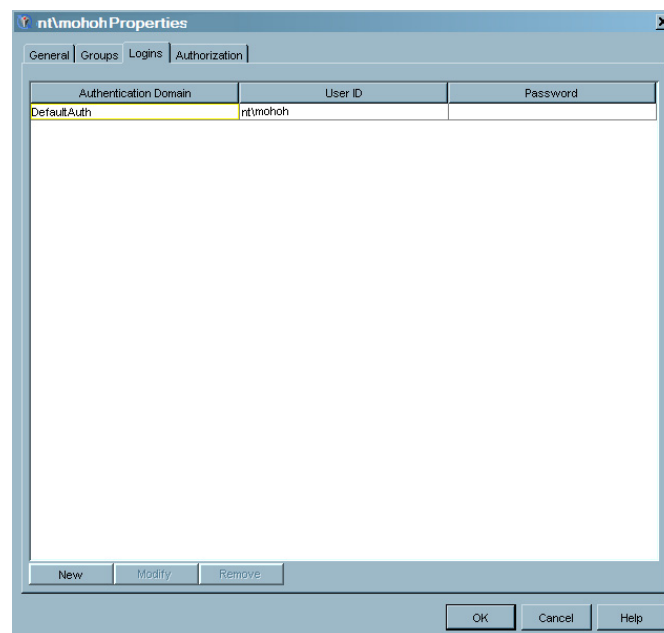 nt\mohoh Properties
General Groups Logins Authorization
Authentication Domain User ID Password
DefaultAuth nt\mohoh
New Modify Remove
OK Cancel Help